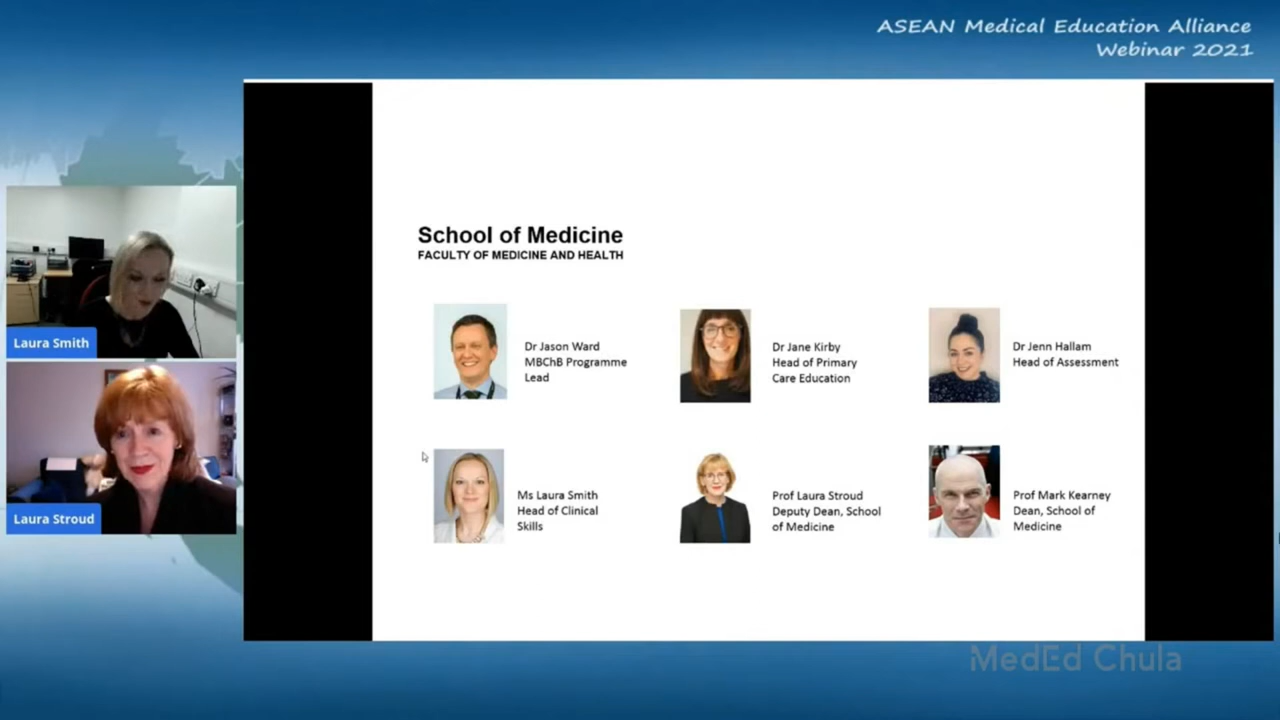 ASEAN Medical Education Alliance
Webinar 2021
School of Medicine
FACULTY OF MEDICINE AND HEALTH
Dr Jason Ward
MBChB Programme
Lead
Dr Jane Kirby
Head of Primary
Care Education
Dr Jenn Hallam
Head of Assessment
Ms Laura Smith
Head of Clinical
Skills
Prof Laura Stroud
Deputy Dean, School
of Medicine
Prof Mark Kearney
Dean, School of
Medicine
Laura Smith
Laura Stroud
MedEd Chula